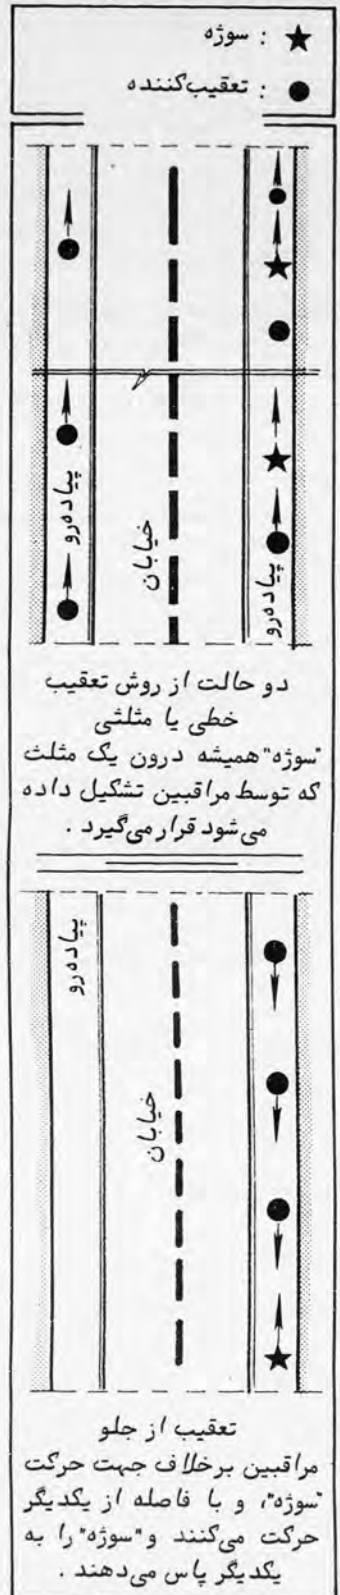 ★ : سوژه
● : تعقیب‌کننده
پیاده‌رو
خیابان
پیاده‌رو
دو حالت از روش تعقیب
خطی یا مثلثی
"سوژه" همیشه درون یک مثلث
که توسط مراقبین تشکیل داده
می‌شود قرار می‌گیرد .
پیاده‌رو
خیابان
تعقیب از جلو
مراقبین برخلاف جهت حرکت
"سوژه"، و با فاصله از یکدیگر
حرکت می‌کنند و "سوژه" را به
یکدیگر پاس می‌دهند .